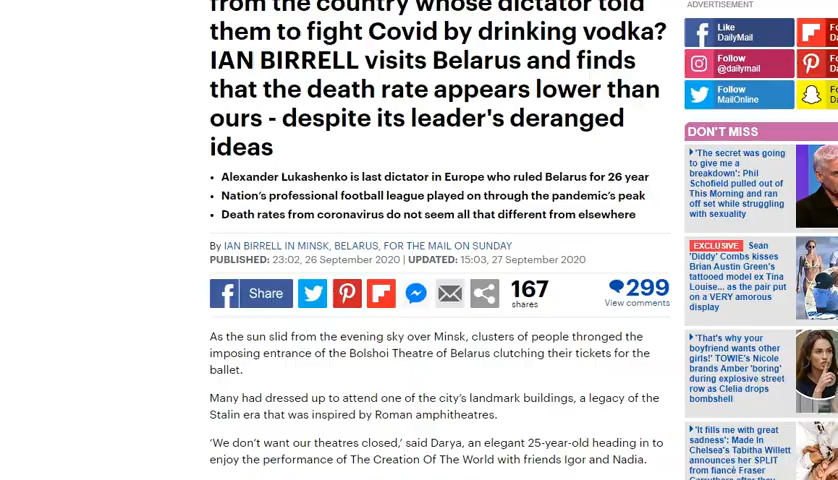 from the country whose dictator told
them to fight Covid by drinking vodka?
IAN BIRRELL visits Belarus and finds
that the death rate appears lower than
ours - despite its leader's deranged
ideas
• Alexander Lukashenko is last dictator in Europe who ruled Belarus for 26 year
• Nation's professional football league played on through the pandemic's peak
• Death rates from coronavirus do not seem all that different from elsewhere
By IAN BIRRELL IN MINSK, BELARUS, FOR THE MAIL ON SUNDAY
PUBLISHED: 23:02, 26 September 2020 | UPDATED: 15:03, 27 September 2020
Share
167
shares
299
View comments
As the sun slid from the evening sky over Minsk, clusters of people thronged the
imposing entrance of the Bolshoi Theatre of Belarus clutching their tickets for the
ballet.
Many had dressed up to attend one of the city's landmark buildings, a legacy of the
Stalin era that was inspired by Roman amphitheatres.
‘We don't want our theatres closed,' said Darya, an elegant 25-year-old heading in to
enjoy the performance of The Creation Of The World with friends Igor and Nadia.
ADVERTISEMENT
Like
DailyMail
Follow
@dailymail
Follow
MailOnline
DON'T MISS
'The secret was going
to give me a
breakdown': Phil
Schofield pulled out of
This Morning and ran
off set while struggling
with sexuality
EXCLUSIVE Sean
'Diddy' Combs kisses
Brian Austin Green's
tattooed model ex Tina
Louise... as the pair put
on a VERY amorous
display
'That's why your
boyfriend wants other
girls!' TOWIE's Nicole
brands Amber 'boring'
during explosive street
row as Clelia drops
bombshell
'It fills me with great
sadness': Made In
Chelsea's Tabitha Willett
announces her SPLIT
from fiancé Fraser